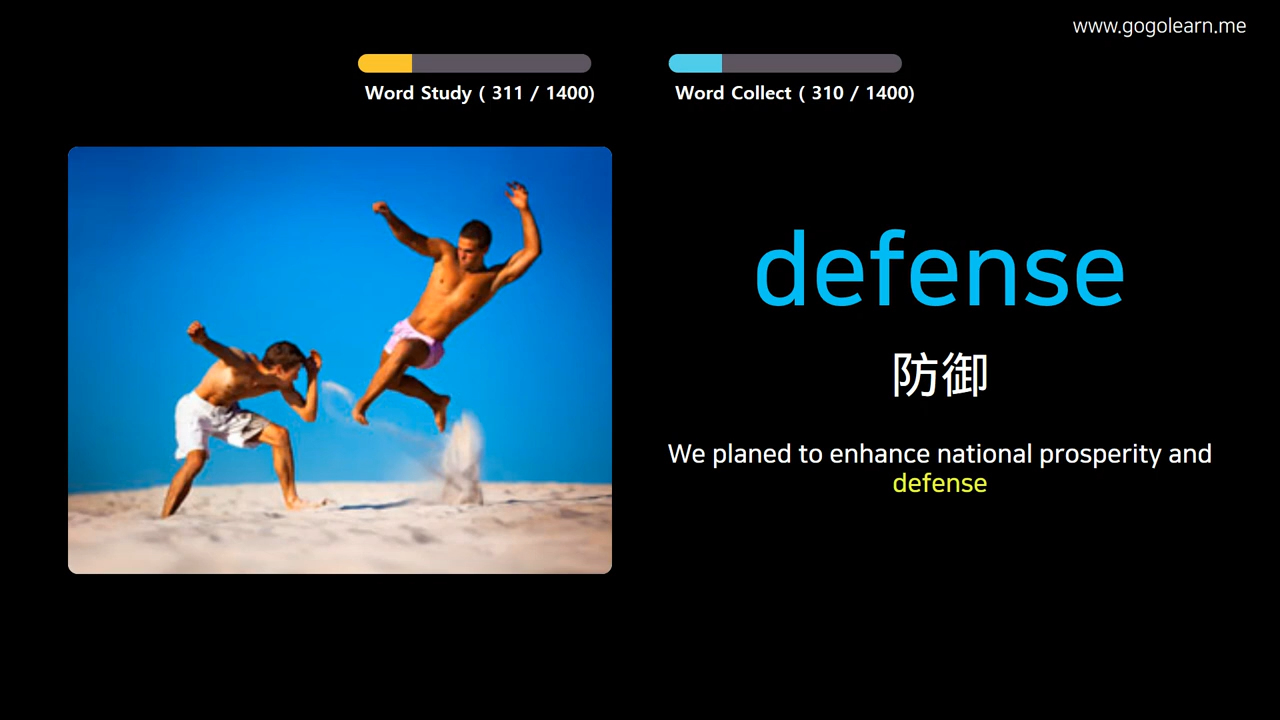 www.gogolearn.me
Word Study ( 311 / 1400)
Word Collect ( 310 / 1400)
defense
防御
We planed to enhance national prosperity and
defense